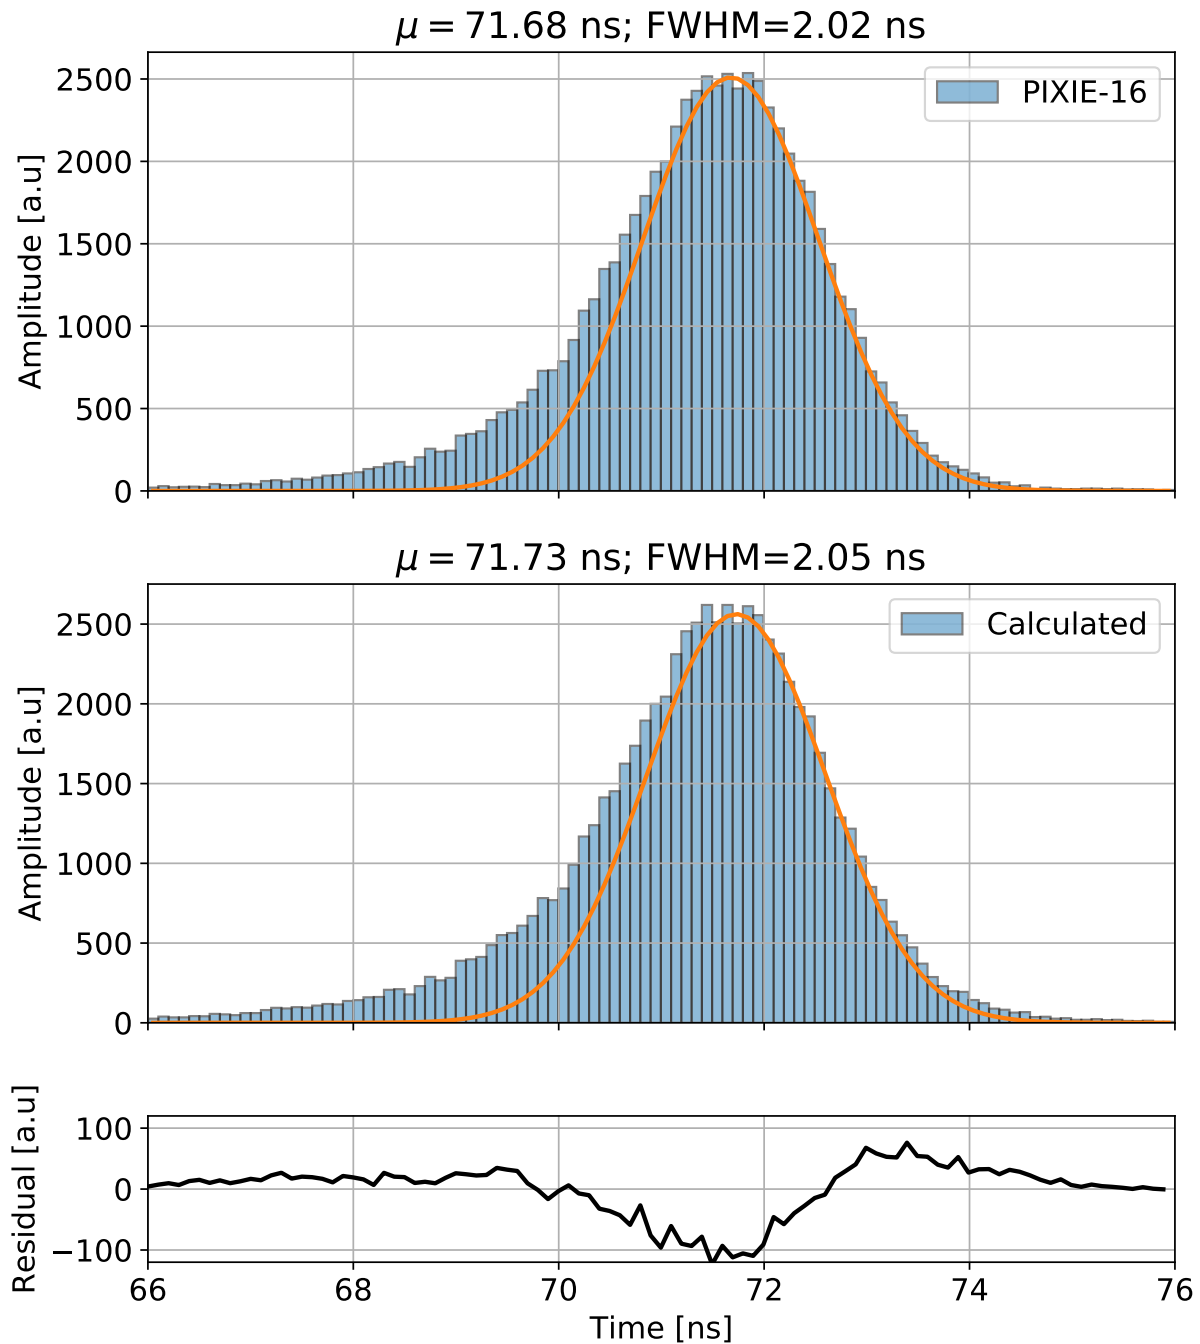 μ = 71.68 ns; FWHM=2.02 ns
PIXIE-16
Amplitude [a.u]
2500
2000
1500
1000
500
0
μ = 71.73 ns; FWHM=2.05 ns
Calculated
Amplitude [a.u]
2500
2000
1500
1000
500
0
Residual [a.u]
100
0
−100
66 68 70 72 74 76
Time [ns]